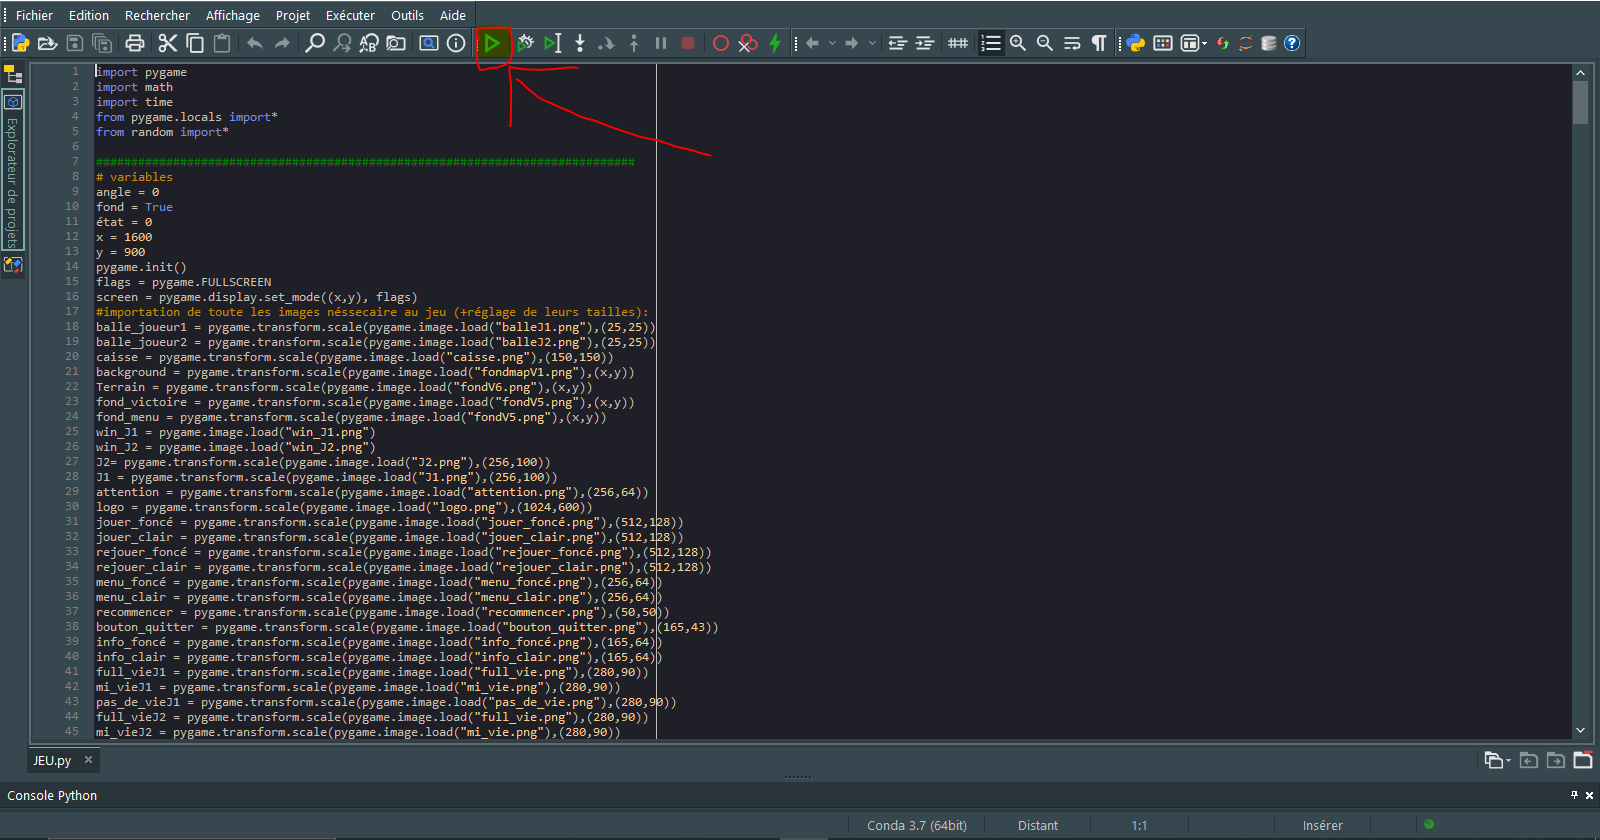 Fichier Edition Rechercher Affichage Projet Exécuter Outils Aide
Explorateur de projets
1 import pygame
2 import math
3 import time
4 from pygame.locals import*
5 from random import*
6
7 #############################################################################
8 # variables
9 angle = 0
10 fond = True
11 état = 0
12 x = 1600
13 y = 900
14 pygame.init()
15 flags = pygame.FULLSCREEN
16 screen = pygame.display.set_mode((x,y), flags)
17 #importation de toute les images néssecaire au jeu (+réglage de leurs tailles):
18 balle_joueur1 = pygame.transform.scale(pygame.image.load("balleJ1.png"),(25,25))
19 balle_joueur2 = pygame.transform.scale(pygame.image.load("balleJ2.png"),(25,25))
20 caisse = pygame.transform.scale(pygame.image.load("caisse.png"),(150,150))
21 background = pygame.transform.scale(pygame.image.load("fondmapV1.png"),(x,y))
22 Terrain = pygame.transform.scale(pygame.image.load("fondV6.png"),(x,y))
23 fond_victoire = pygame.transform.scale(pygame.image.load("fondV5.png"),(x,y))
24 fond_menu = pygame.transform.scale(pygame.image.load("fondV5.png"),(x,y))
25 win_J1 = pygame.image.load("win_J1.png")
26 win_J2 = pygame.image.load("win_J2.png")
27 J2= pygame.transform.scale(pygame.image.load("J2.png"),(256,100))
28 J1 = pygame.transform.scale(pygame.image.load("J1.png"),(256,100))
29 attention = pygame.transform.scale(pygame.image.load("attention.png"),(256,64))
30 logo = pygame.transform.scale(pygame.image.load("logo.png"),(1024,600))
31 jouer_foncé = pygame.transform.scale(pygame.image.load("jouer_foncé.png"),(512,128))
32 jouer_clair = pygame.transform.scale(pygame.image.load("jouer_clair.png"),(512,128))
33 rejouer_foncé = pygame.transform.scale(pygame.image.load("rejouer_foncé.png"),(512,128))
34 rejouer_clair = pygame.transform.scale(pygame.image.load("rejouer_clair.png"),(512,128))
35 menu_foncé = pygame.transform.scale(pygame.image.load("menu_foncé.png"),(256,64))
36 menu_clair = pygame.transform.scale(pygame.image.load("menu_clair.png"),(256,64))
37 recommencer = pygame.transform.scale(pygame.image.load("recommencer.png"),(50,50))
38 bouton_quitter = pygame.transform.scale(pygame.image.load("bouton_quitter.png"),(165,43))
39 info_foncé = pygame.transform.scale(pygame.image.load("info_foncé.png"),(165,64))
40 info_clair = pygame.transform.scale(pygame.image.load("info_clair.png"),(165,64))
41 full_vieJ1 = pygame.transform.scale(pygame.image.load("full_vie.png"),(280,90))
42 mi_vieJ1 = pygame.transform.scale(pygame.image.load("mi_vie.png"),(280,90))
43 pas_de_vieJ1 = pygame.transform.scale(pygame.image.load("pas_de_vie.png"),(280,90))
44 full_vieJ2 = pygame.transform.scale(pygame.image.load("full_vie.png"),(280,90))
45 mi_vieJ2 = pygame.transform.scale(pygame.image.load("mi_vie.png"),(280,90))
JEU.py
Console Python
Conda 3.7 (64bit) Distant 1:1 Insérer